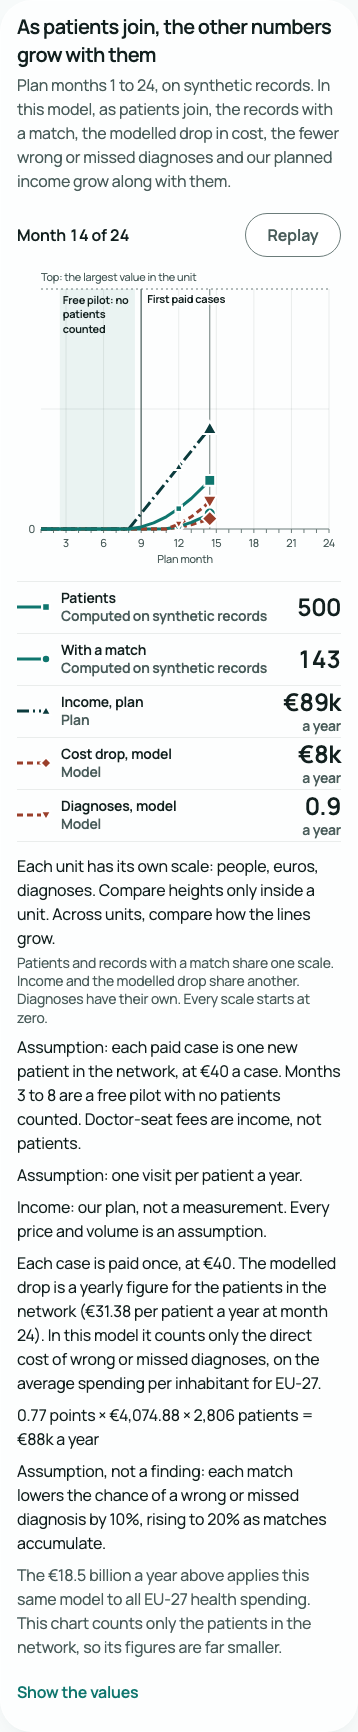 As patients join, the other numbers
grow with them
Plan months 1 to 24, on synthetic records. In
this model, as patients join, the records with
a match, the modelled drop in cost, the fewer
wrong or missed diagnoses and our planned
income grow along with them.
Month 14 of 24
Replay
Top: the largest value in the unit
Free pilot: no
patients
counted
First paid cases
0
3 6 9 12 15 18 21 24
Plan month
Patients
Computed on synthetic records
500
With a match
Computed on synthetic records
143
Income, plan
Plan
€89k
a year
Cost drop, model
Model
€8k
a year
Diagnoses, model
Model
0.9
a year
Each unit has its own scale: people, euros,
diagnoses. Compare heights only inside a
unit. Across units, compare how the lines
grow.
Patients and records with a match share one scale.
Income and the modelled drop share another.
Diagnoses have their own. Every scale starts at
zero.
Assumption: each paid case is one new
patient in the network, at €40 a case. Months
3 to 8 are a free pilot with no patients
counted. Doctor-seat fees are income, not
patients.
Assumption: one visit per patient a year.
Income: our plan, not a measurement. Every
price and volume is an assumption.
Each case is paid once, at €40. The modelled
drop is a yearly figure for the patients in the
network (€31.38 per patient a year at month
24). In this model it counts only the direct
cost of wrong or missed diagnoses, on the
average spending per inhabitant for EU-27.
0.77 points × €4,074.88 × 2,806 patients =
€88k a year
Assumption, not a finding: each match
lowers the chance of a wrong or missed
diagnosis by 10%, rising to 20% as matches
accumulate.
The €18.5 billion a year above applies this
same model to all EU-27 health spending.
This chart counts only the patients in the
network, so its figures are far smaller.
Show the values